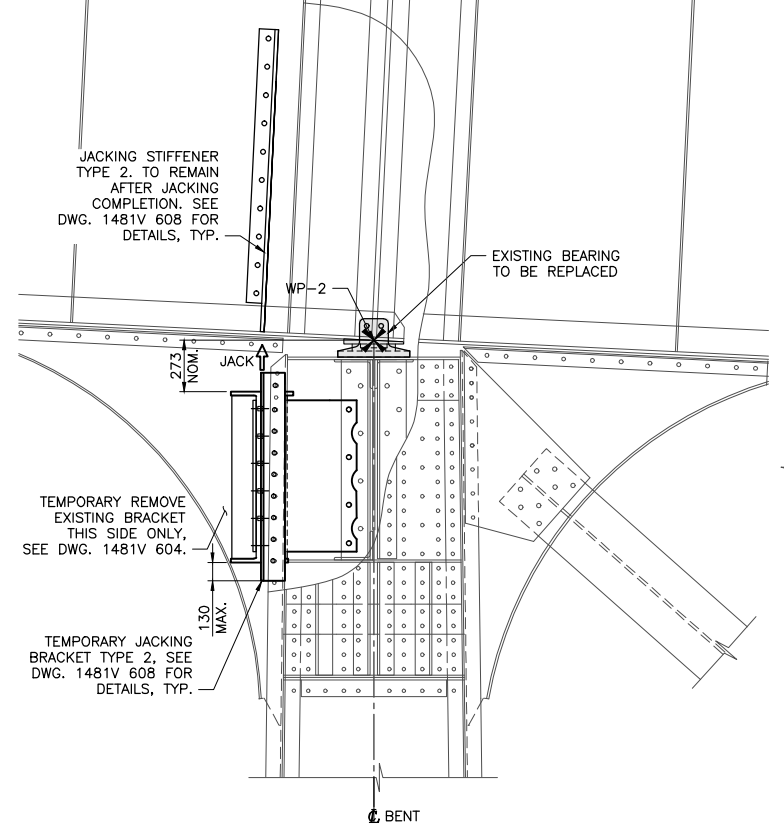 JACKING STIFFENER
TYPE 2. TO REMAIN
AFTER JACKING
COMPLETION. SEE
DWG. 1481V 608 FOR
DETAILS, TYP.
EXISTING BEARING
TO BE REPLACED
WP-2
JACK
273
NOM.
TEMPORARY REMOVE
EXISTING BRACKET
THIS SIDE ONLY,
SEE DWG. 1481V 604.
130
MAX.
TEMPORARY JACKING
BRACKET TYPE 2, SEE
DWG. 1481V 608 FOR
DETAILS, TYP.
℄ BENT